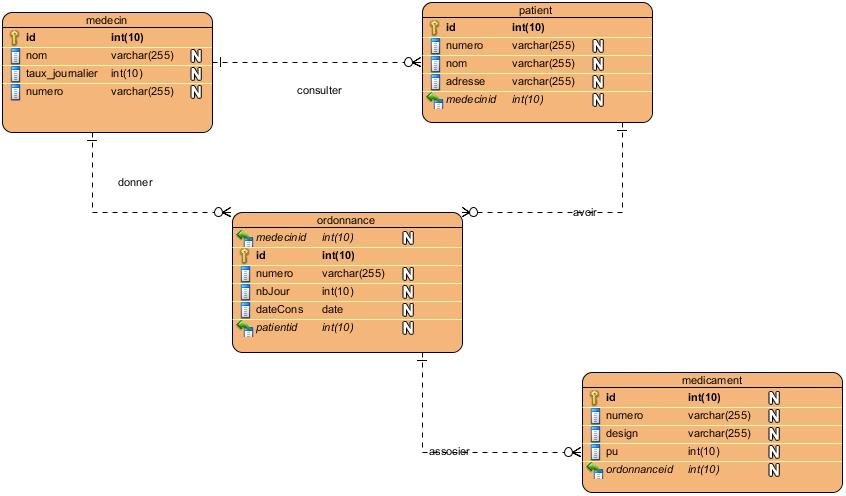 medecin
id int(10)
nom varchar(255) N
taux_journalier int(10) N
numero varchar(255) N
patient
id int(10)
numero varchar(255) N
nom varchar(255) N
adresse varchar(255) N
medecinid int(10) N
consulter
donner
avoir
ordonnance
medecinid int(10) N
id int(10)
numero varchar(255) N
nbJour int(10) N
dateCons date N
patientid int(10) N
associer
medicament
id int(10) N
numero varchar(255) N
design varchar(255) N
pu int(10) N
ordonnanceid int(10) N